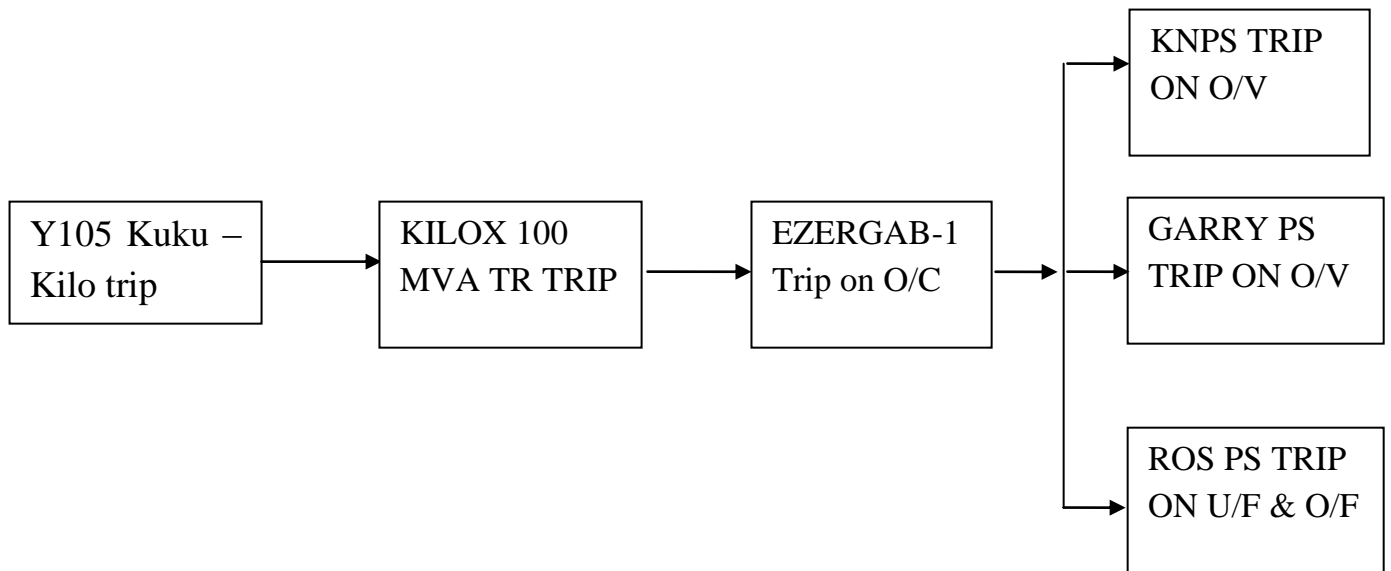 Y105 Kuku –
Kilo trip
KILOX 100
MVA TR TRIP
EZERGAB-1
Trip on O/C
KNPS TRIP
ON O/V
GARRY PS
TRIP ON O/V
ROS PS TRIP
ON U/F & O/F